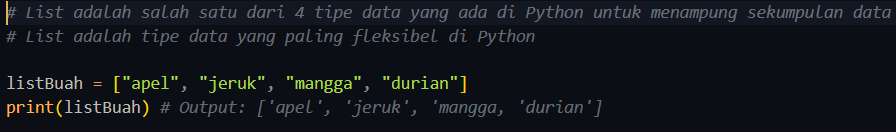 # List adalah salah satu dari 4 tipe data yang ada di Python untuk menampung sekumpulan data
# List adalah tipe data yang paling fleksibel di Python
listBuah = ["apel", "jeruk", "mangga", "durian"]
print(listBuah) # Output: ['apel', 'jeruk', 'mangga, 'durian']